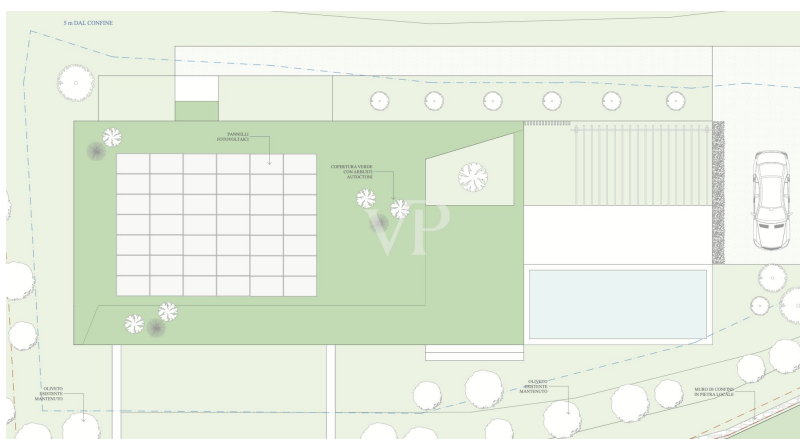 5 m DAL CONFINE
PANNELLI
FOTOVOLTAICI
COPERTURA VERDE
CON ARBUSTI
AUTOCTONI
VP
OLIVETO
ESISTENTE
MANTENUTO
OLIVETO
ESISTENTE
MANTENUTO
MURO DI CONFINE
IN PIETRA LOCALE